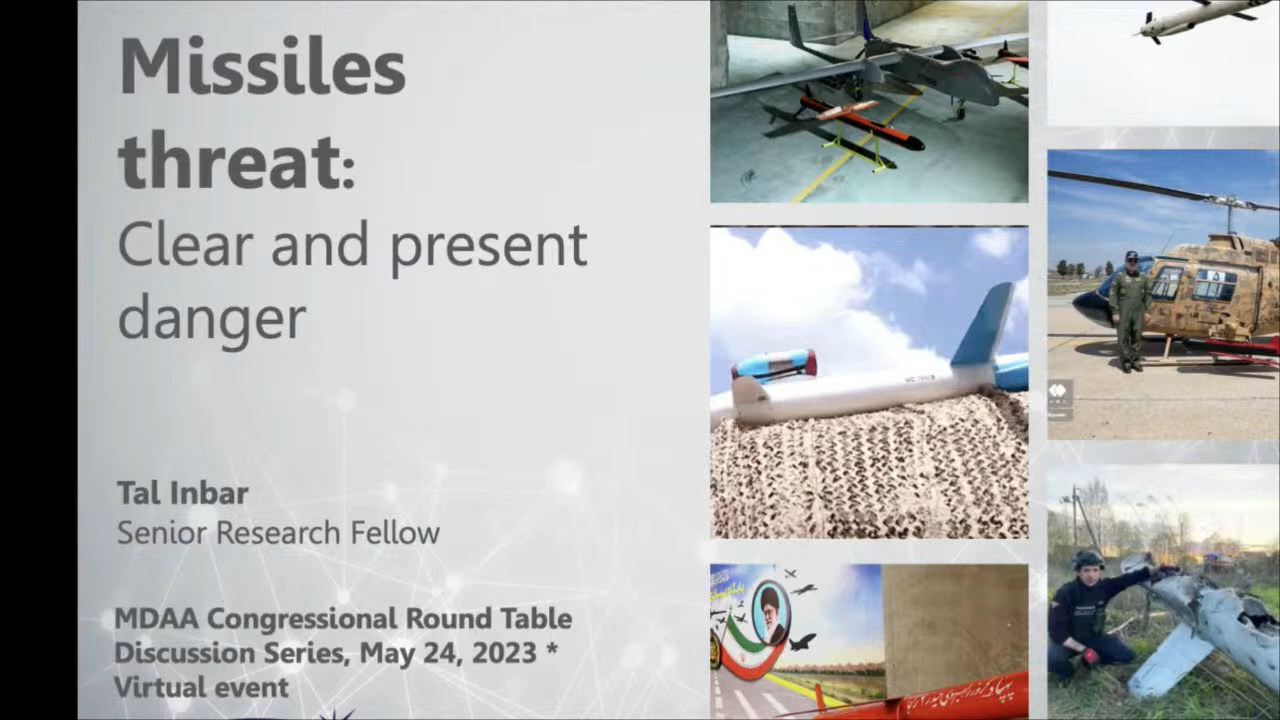 Missiles
threat:
Clear and present
danger
Tal Inbar
Senior Research Fellow
MDAA Congressional Round Table
Discussion Series, May 24, 2023 *
Virtual event